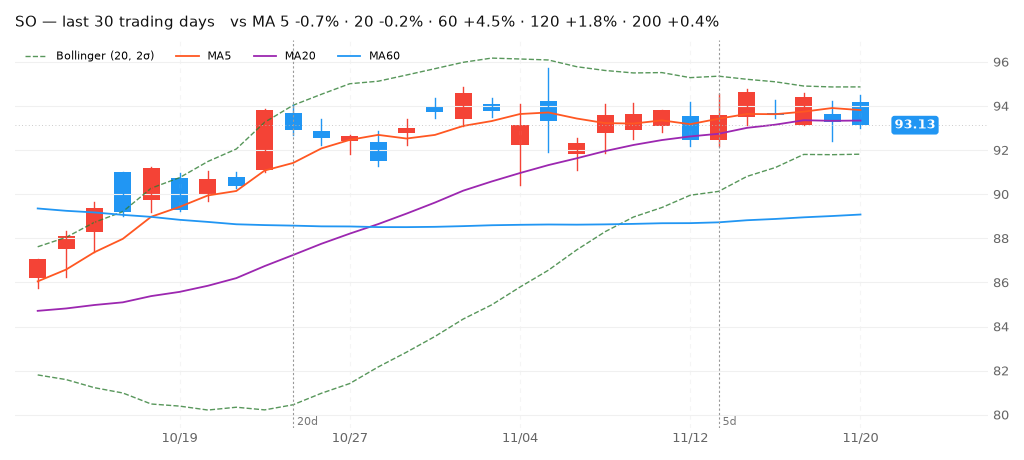 SO — last 30 trading days   vs MA 5 -0.7% · 20 -0.2% · 60 +4.5% · 120 +1.8% · 200 +0.4%
Bollinger (20, 2σ)   MA5   MA20   MA60
96
94
93.13
92
90
88
86
84
82
80
20d   5d
10/19   10/27   11/04   11/12   11/20